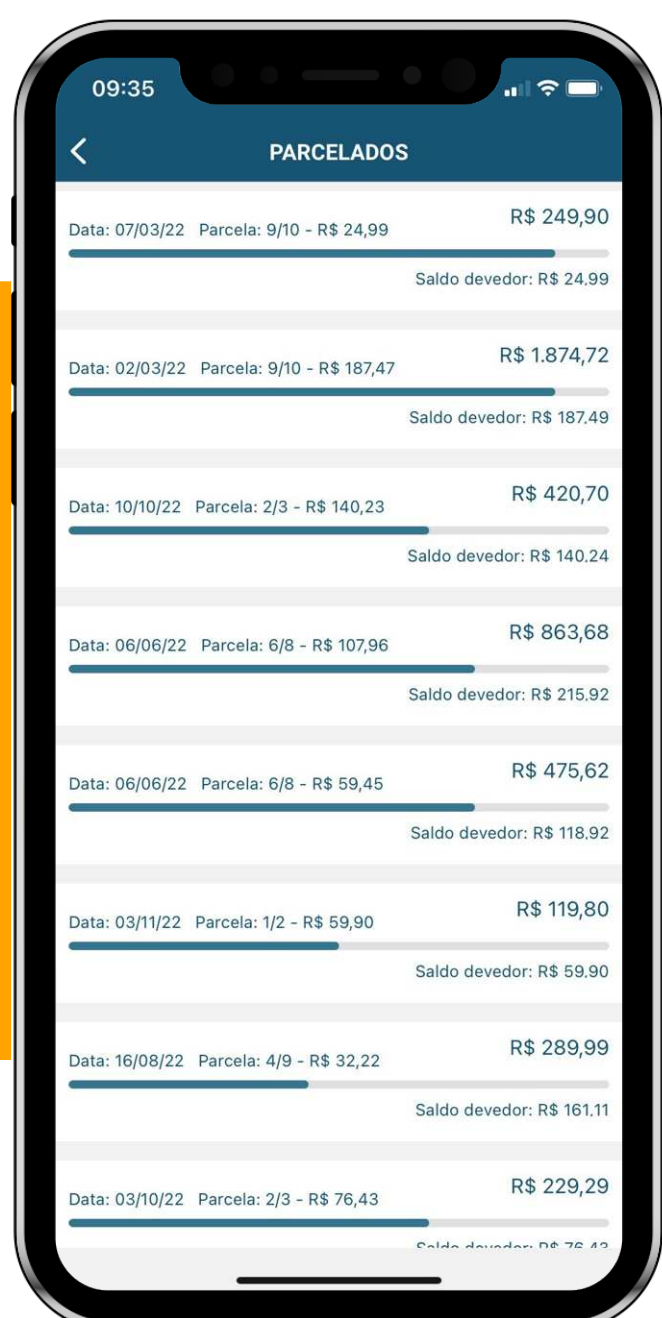 09:35
PARCELADOS
R$ 249,90
Data: 07/03/22 Parcela: 9/10 - R$ 24,99
Saldo devedor: R$ 24.99
R$ 1.874,72
Data: 02/03/22 Parcela: 9/10 - R$ 187,47
Saldo devedor: R$ 187.49
R$ 420,70
Data: 10/10/22 Parcela: 2/3 - R$ 140,23
Saldo devedor: R$ 140.24
R$ 863,68
Data: 06/06/22 Parcela: 6/8 - R$ 107,96
Saldo devedor: R$ 215.92
R$ 475,62
Data: 06/06/22 Parcela: 6/8 - R$ 59,45
Saldo devedor: R$ 118.92
R$ 119,80
Data: 03/11/22 Parcela: 1/2 - R$ 59,90
Saldo devedor: R$ 59.90
R$ 289,99
Data: 16/08/22 Parcela: 4/9 - R$ 32,22
Saldo devedor: R$ 161.11
R$ 229,29
Data: 03/10/22 Parcela: 2/3 - R$ 76,43
Saldo devedor: R$ 76.43